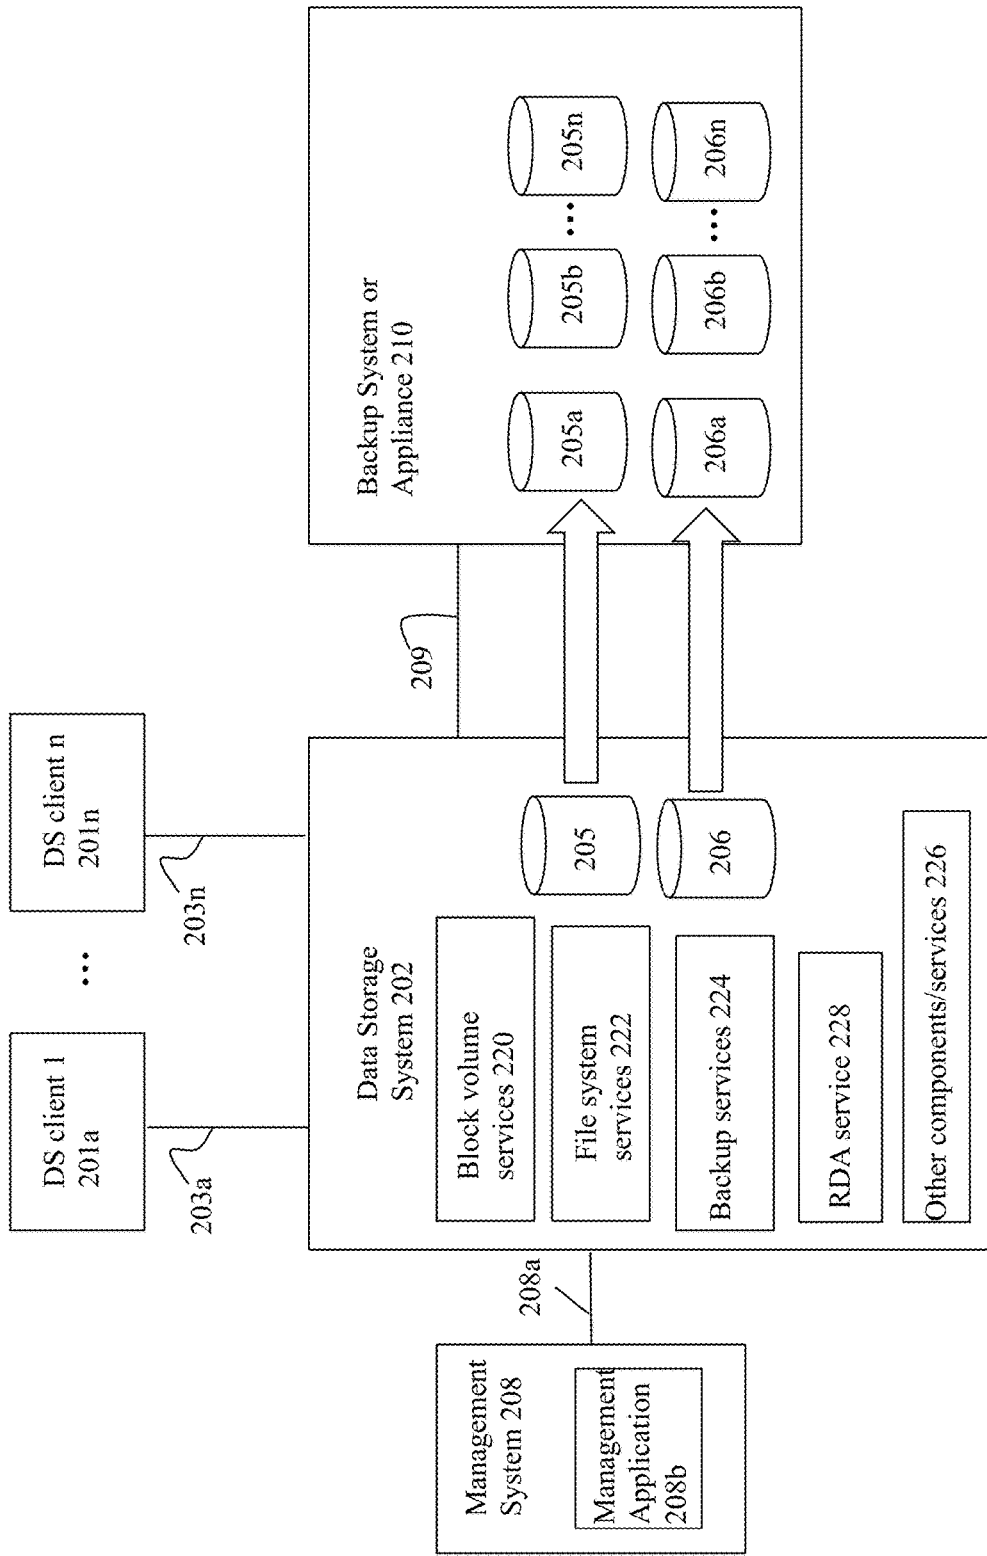 DS client 1
201a
...
DS client n
201n
203a
203n
Management
System 208
Management
Application
208b
208a
Data Storage
System 202
Block volume
services 220
File system
services 222
Backup services 224
RDA service 228
Other components/services 226
205
206
209
Backup System or
Appliance 210
205a
205b
...
205n
206a
206b
...
206n